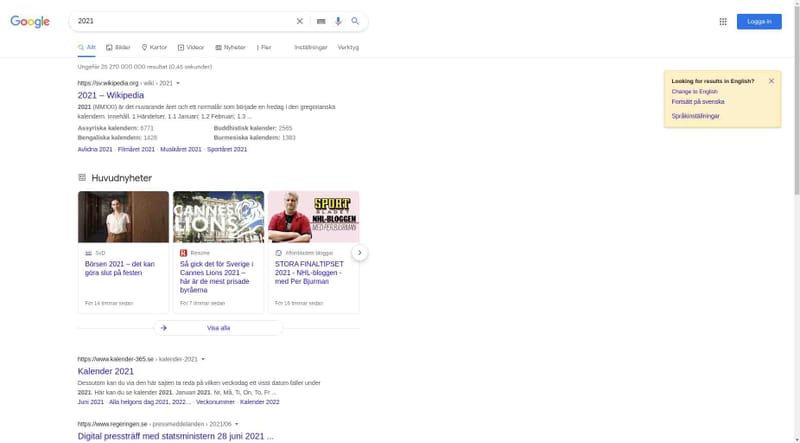 Google
2021
Logga in
Allt Bilder Kartor Videor Nyheter Fler Inställningar Verktyg
Ungefär 25 270 000 000 resultat (0,45 sekunder)
Looking for results in English?
Change to English
Fortsätt på svenska
Språkinställningar
https://sv.wikipedia.org › wiki › 2021
2021 – Wikipedia
2021 (MMXXI) är det nuvarande året och ett normalår som började en fredag i den gregorianska
kalendern. Innehåll. 1 Händelser. 1.1 Januari; 1.2 Februari; 1.3 ...
Assyriska kalendern: 6771 Buddhistisk kalender: 2565
Bengaliska kalendern: 1428 Burmesiska kalendern: 1383
Avlidna 2021 · Filmåret 2021 · Musikåret 2021 · Sportåret 2021
Huvudnyheter
CANNES
LIONS
SPORT
BLADET
NHL-BLOGGEN
MED PER BJURMAN
SvD
Börsen 2021 – det kan
göra slut på festen
För 14 timmar sedan
R Resume
Så gick det för Sverige i
Cannes Lions 2021 –
här är de mest prisade
byråerna
För 7 timmar sedan
Aftonbladets bloggar
STORA FINALTIPSET
2021 - NHL-bloggen -
med Per Bjurman
För 16 timmar sedan
Visa alla
https://www.kalender-365.se › kalender-2021
Kalender 2021
Dessutom kan du via den här sajten ta reda på vilken veckodag ett visst datum faller under
2021. Här kan du se kalender 2021. Januari 2021. Nr, Må, Ti, On, To, Fr ...
Juni 2021 · Alla helgons dag 2021, 2022... · Veckonummer · Kalender 2022
https://www.regeringen.se › pressmeddelanden › 2021/06
Digital pressträff med statsministern 28 juni 2021 ...